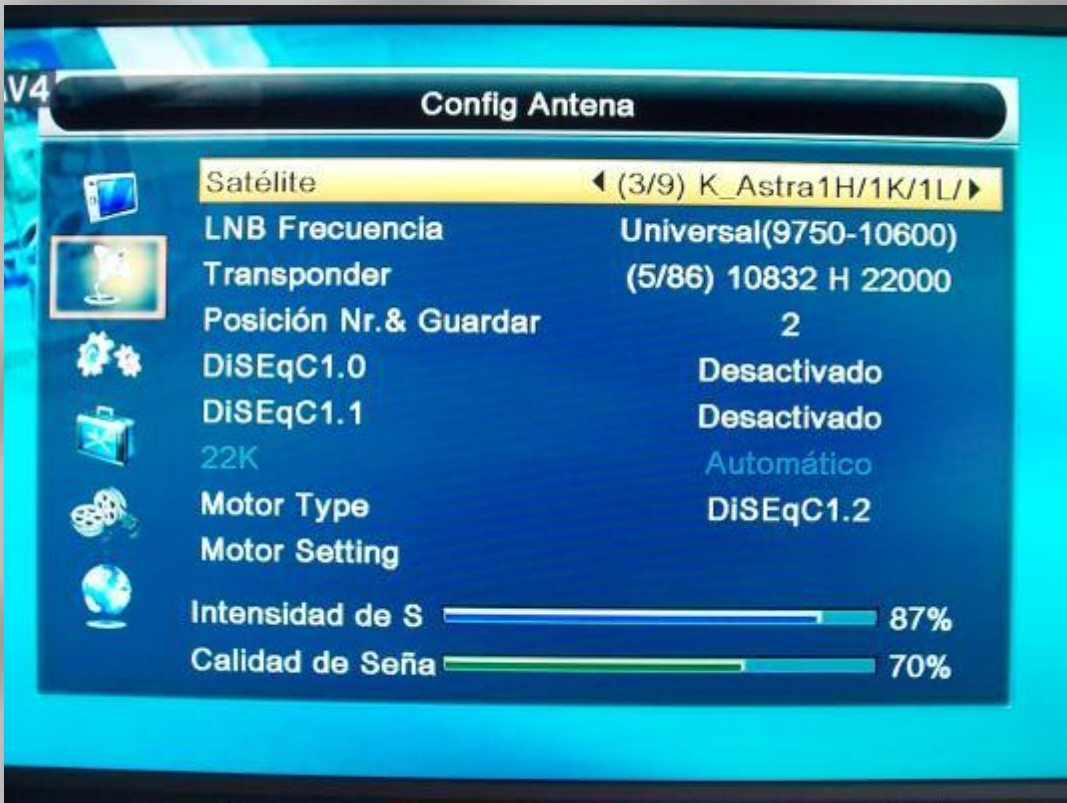 AV4
Config Antena
Satélite (3/9) K_Astra1H/1K/1L/
LNB Frecuencia Universal(9750-10600)
Transponder (5/86) 10832 H 22000
Posición Nr.& Guardar 2
DiSEqC1.0 Desactivado
DiSEqC1.1 Desactivado
22K Automático
Motor Type DiSEqC1.2
Motor Setting
Intensidad de S 87%
Calidad de Seña 70%